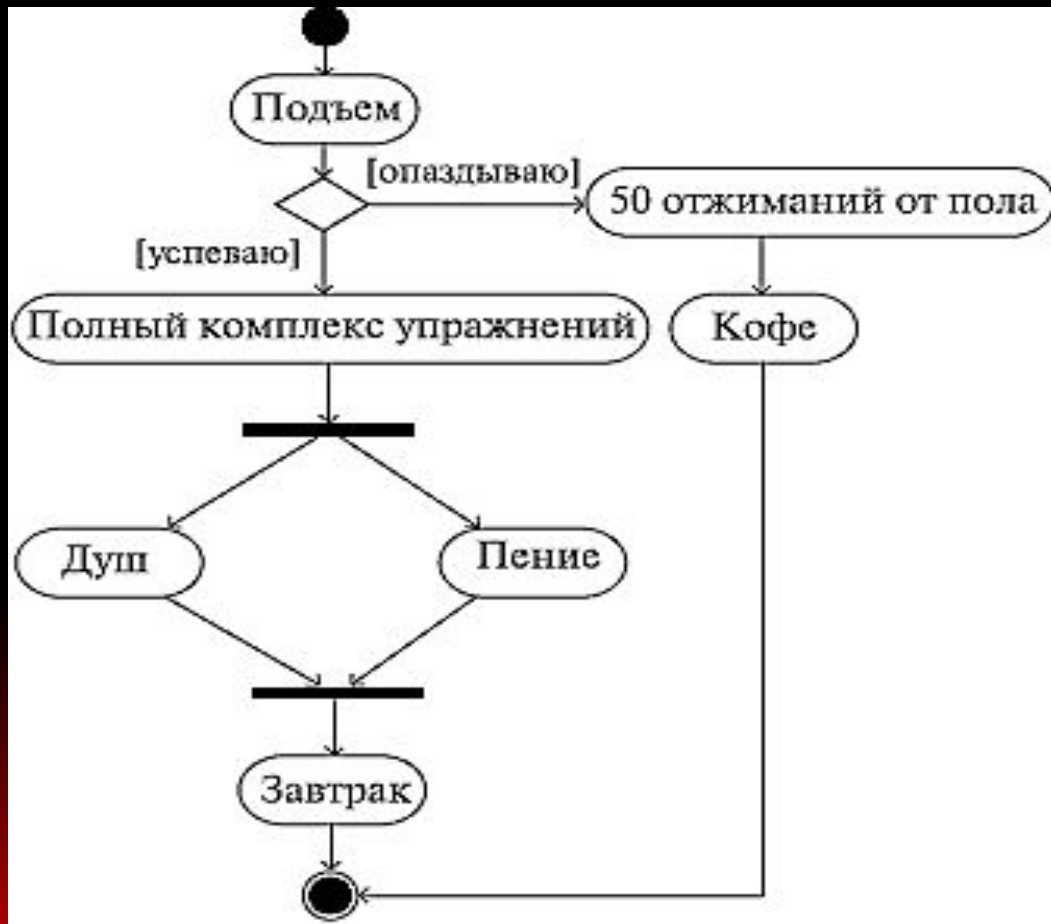 Подъем
[опаздываю]
50 отжиманий от пола
[успеваю]
Полный комплекс упражнений
Кофе
Душ
Пение
Завтрак